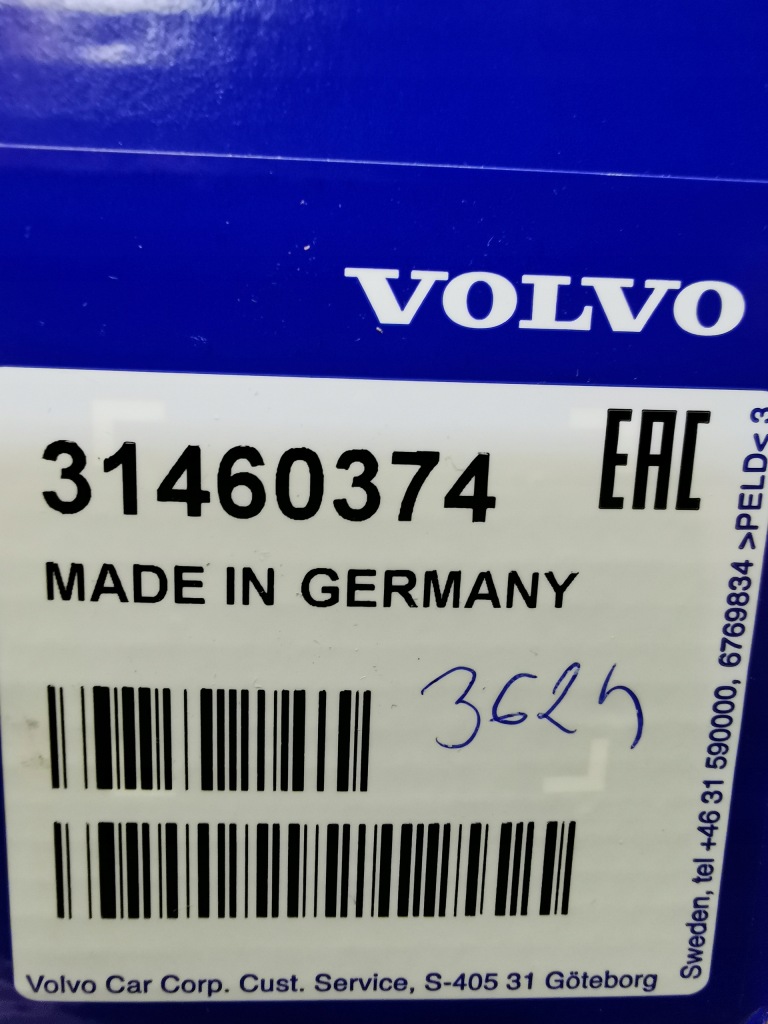 VOLVO
31460374
EAC
MADE IN GERMANY
Volvo Car Corp. Cust. Service, S-405 31 Göteborg
Sweden, tel +46 31 590000, 6769834 >PELD< 3